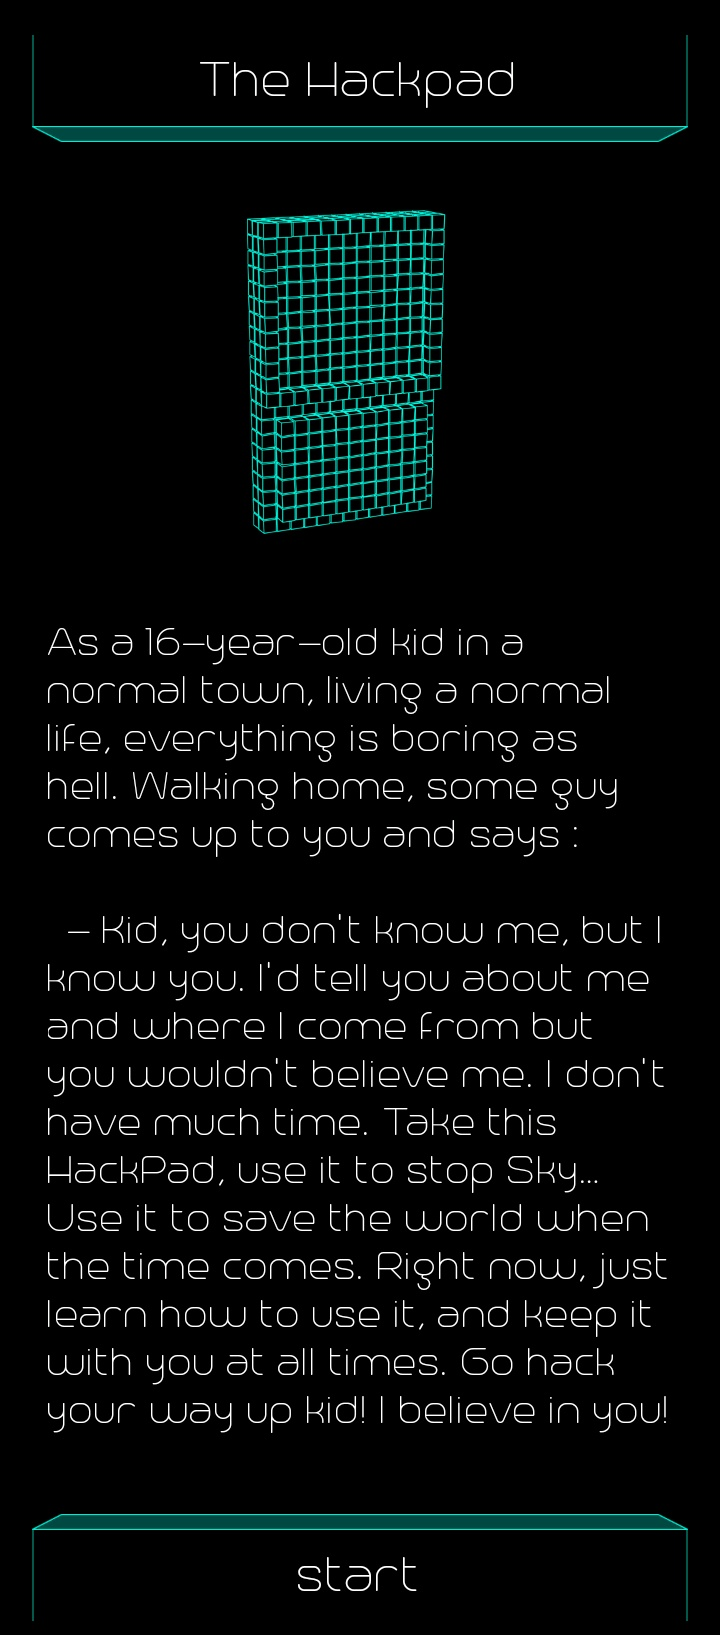 The Hackpad
As a 16-year-old kid in a
normal town, living a normal
life, everything is boring as
hell. Walking home, some guy
comes up to you and says :
- Kid, you don't know me, but I
know you. I'd tell you about me
and where I come from but
you wouldn't believe me. I don't
have much time. Take this
HackPad, use it to stop Sky...
Use it to save the world when
the time comes. Right now, just
learn how to use it, and keep it
with you at all times. Go hack
your way up kid! I believe in you!
start